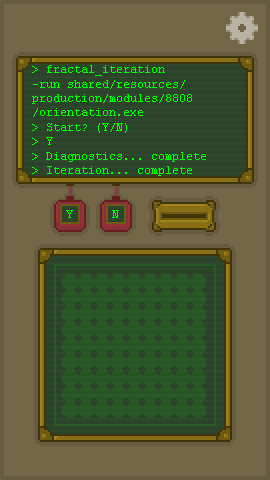 > fractal_iteration
-run shared/resources/
production/modules/8808
/orientation.exe
> Start? (Y/N)
> Y
> Diagnostics... complete
> Iteration... complete
Y N